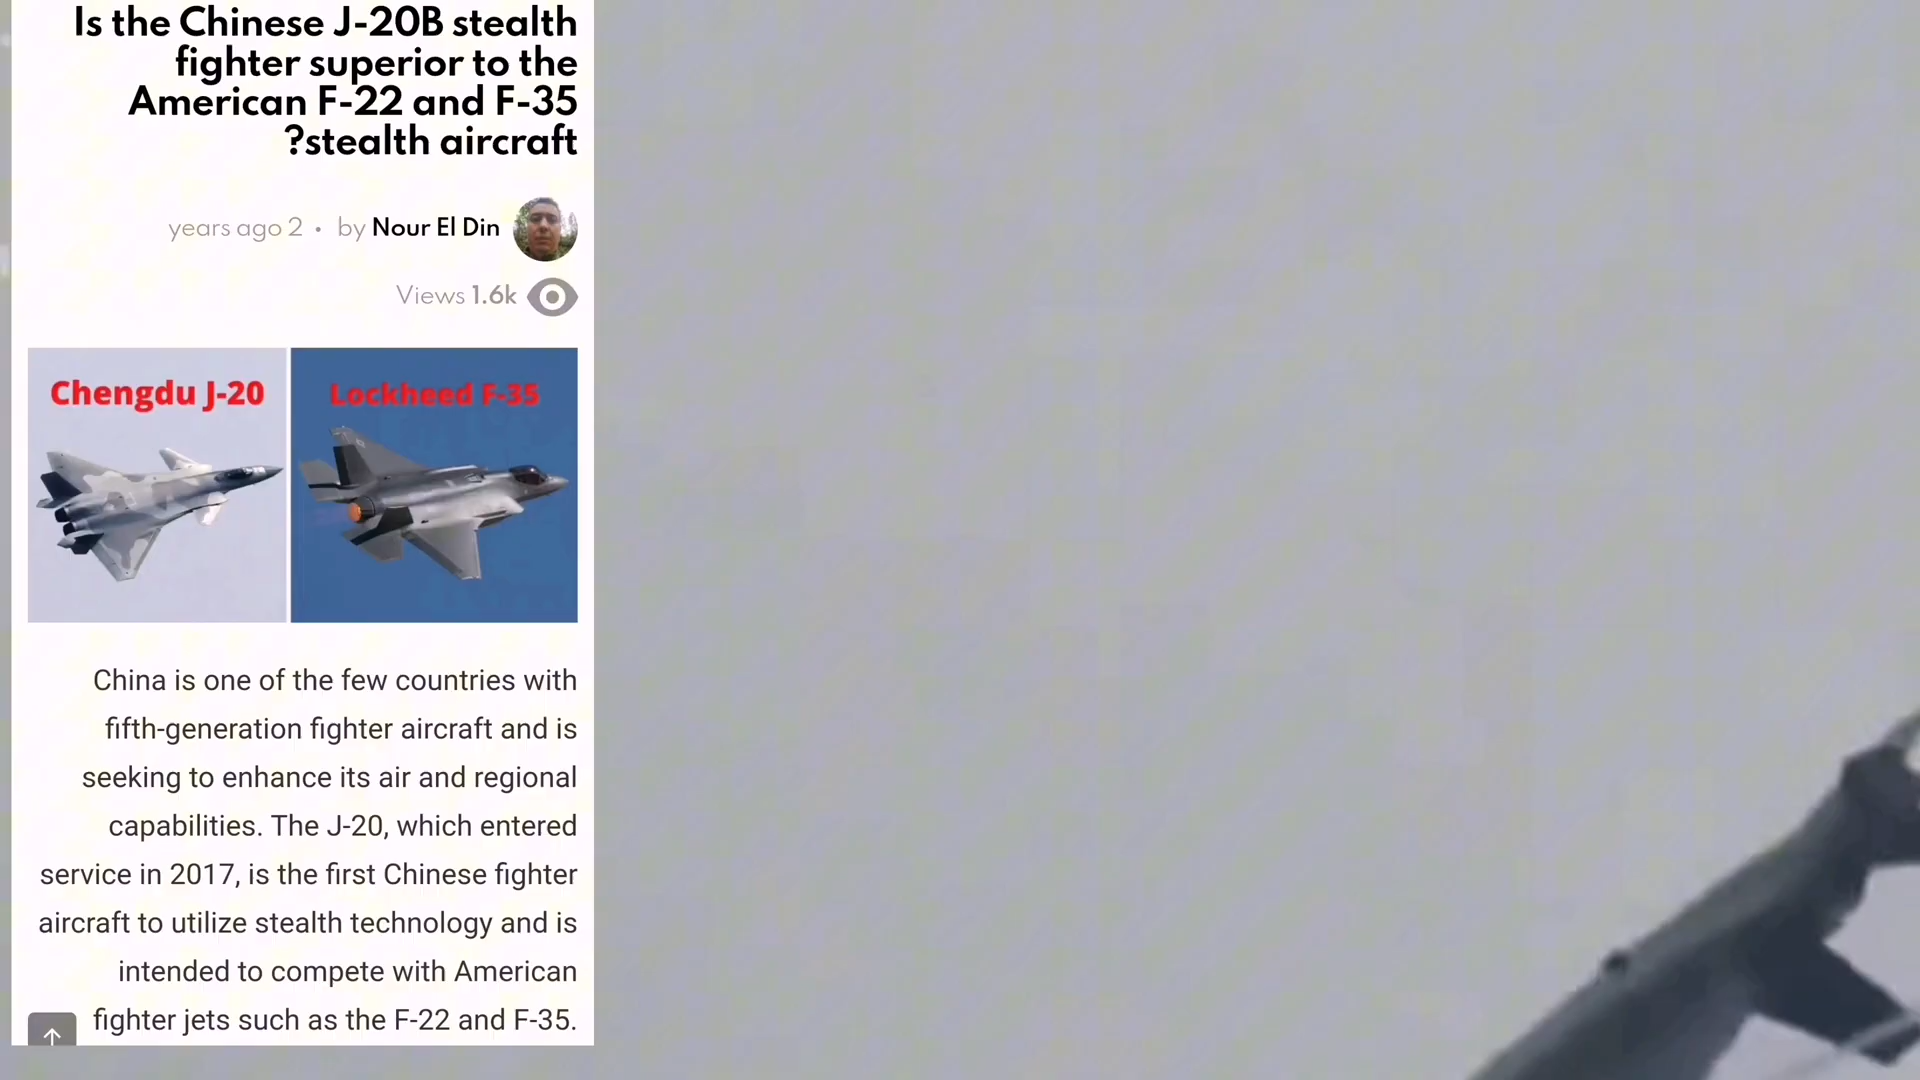 Is the Chinese J-20B stealth
fighter superior to the
American F-22 and F-35
?stealth aircraft
years ago 2 • by Nour El Din
Views 1.6k
Chengdu J-20
Lockheed F-35
China is one of the few countries with
fifth-generation fighter aircraft and is
seeking to enhance its air and regional
capabilities. The J-20, which entered
service in 2017, is the first Chinese fighter
aircraft to utilize stealth technology and is
intended to compete with American
fighter jets such as the F-22 and F-35.